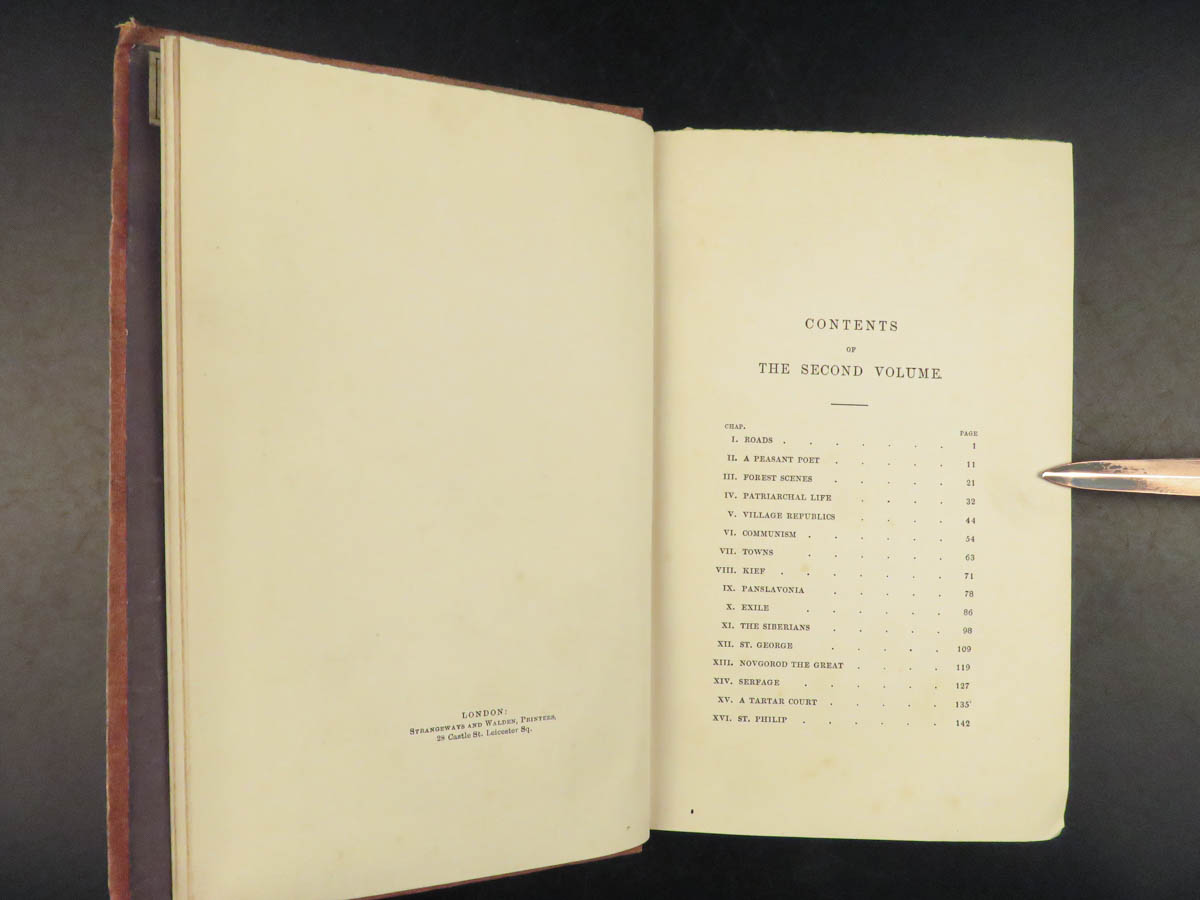 LONDON:
STRANGEWAYS AND WALDEN, PRINTERS,
28 Castle St. Leicester Sq.
CONTENTS
OF
THE SECOND VOLUME.
CHAP. PAGE
I. ROADS . . . . . . . 1
II. A PEASANT POET . . . . . 11
III. FOREST SCENES . . . . . 21
IV. PATRIARCHAL LIFE . . . . 32
V. VILLAGE REPUBLICS . . . . 44
VI. COMMUNISM . . . . . . 54
VII. TOWNS . . . . . . 63
VIII. KIEF . . . . . . . 71
IX. PANSLAVONIA . . . . . 78
X. EXILE . . . . . . 86
XI. THE SIBERIANS . . . . . 98
XII. ST. GEORGE . . . . . 109
XIII. NOVGOROD THE GREAT . . . . 119
XIV. SERFAGE . . . . . . 127
XV. A TARTAR COURT . . . . . 135
XVI. ST. PHILIP . . . . . . 142